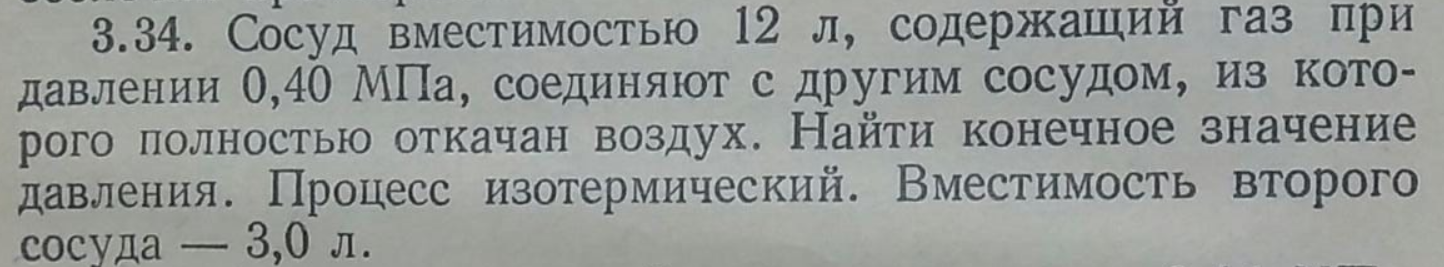 3.34. Сосуд вместимостью 12 л, содержащий газ при
давлении 0,40 МПа, соединяют с другим сосудом, из кото-
рого полностью откачан воздух. Найти конечное значение
давления. Процесс изотермический. Вместимость второго
сосуда — 3,0 л.